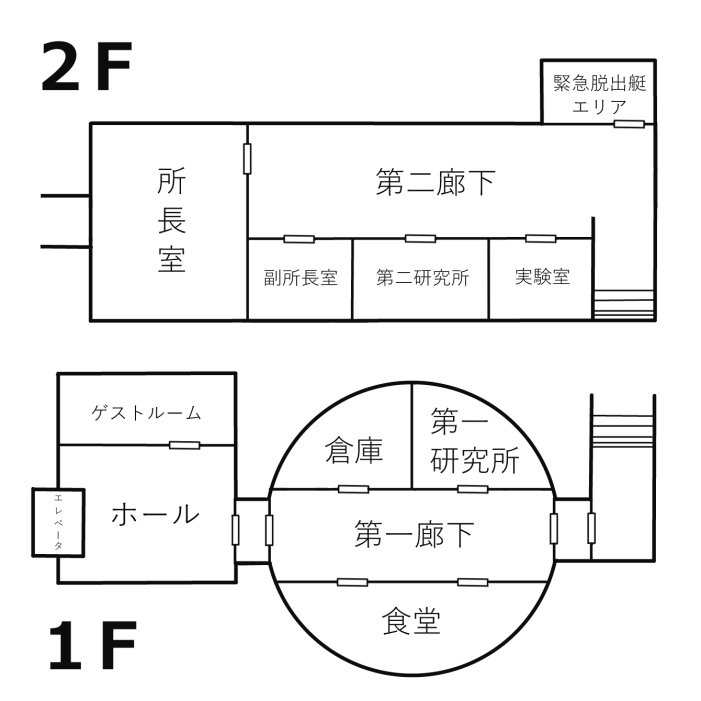 2F
緊急脱出艇
エリア
所長室
第二廊下
副所長室
第二研究所
実験室
ゲストルーム
倉庫
第一
研究所
エレベータ
ホール
第一廊下
食堂
1F